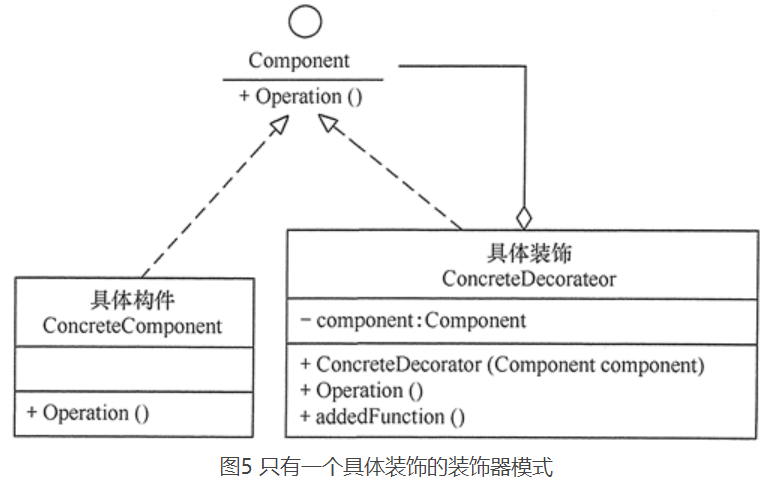 Component
+ Operation ()
具体构件
ConcreteComponent
+ Operation ()
具体装饰
ConcreteDecorateor
- component:Component
+ ConcreteDecorator (Component component)
+ Operation ()
+ addedFunction ()
图5 只有一个具体装饰的装饰器模式